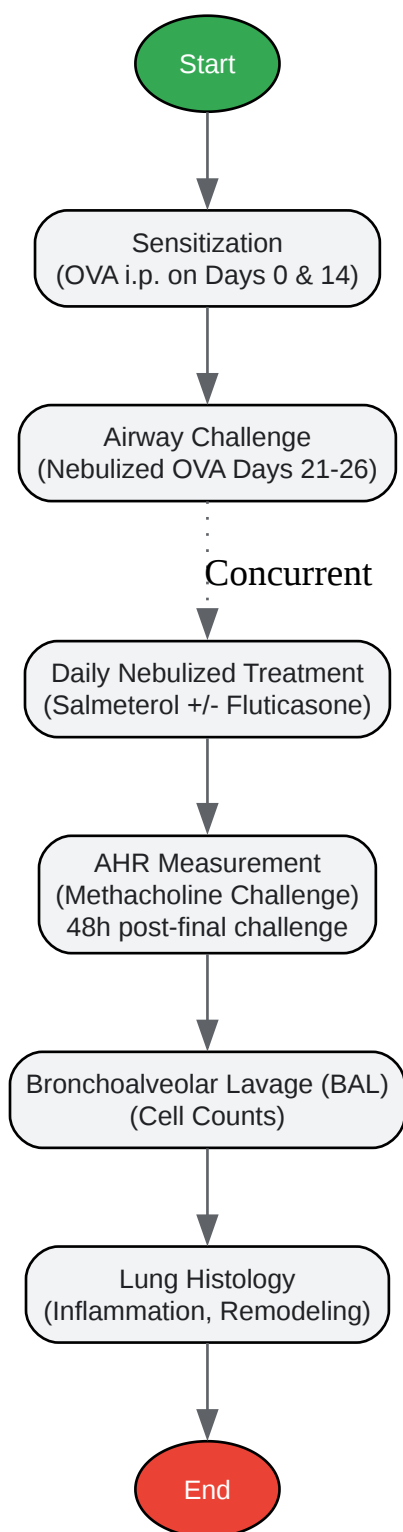 Start
Sensitization
(OVA i.p. on Days 0 & 14)
Airway Challenge
(Nebulized OVA Days 21-26)
Concurrent
Daily Nebulized Treatment
(Salmeterol +/- Fluticasone)
AHR Measurement
(Methacholine Challenge)
48h post-final challenge
Bronchoalveolar Lavage (BAL)
(Cell Counts)
Lung Histology
(Inflammation, Remodeling)
End